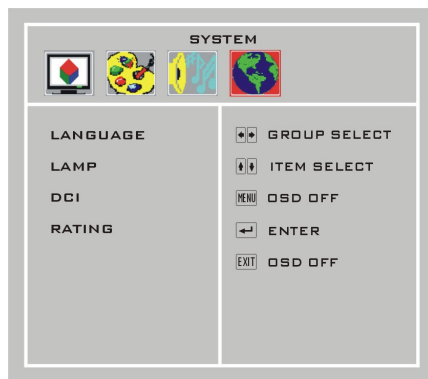 SYSTEM
LANGUAGE
LAMP
DCI
RATING
GROUP SELECT
ITEM SELECT
MENU OSD OFF
ENTER
EXIT OSD OFF